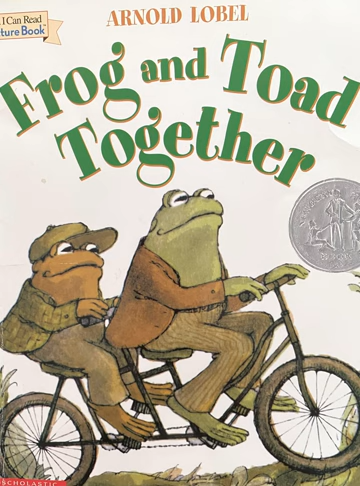 ARNOLD LOBEL
I Can Read
ture Book
Frog and Toad
Together
SCHOLASTIC